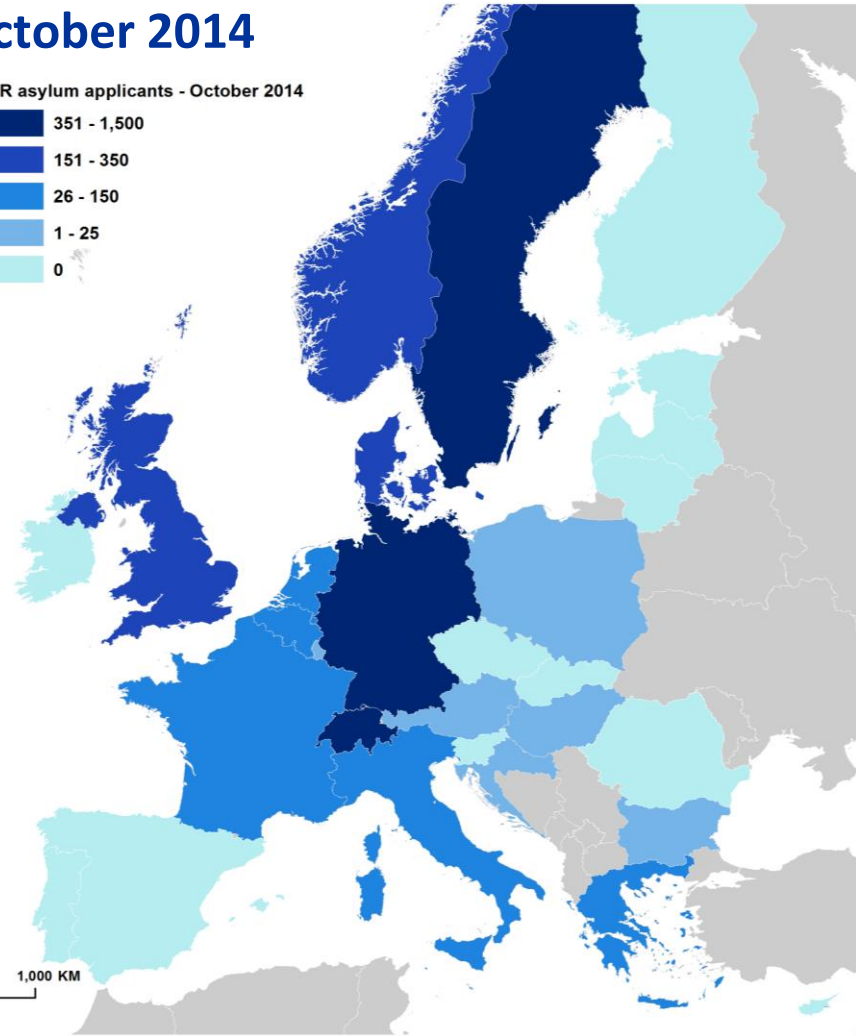 ctober 2014
R asylum applicants - October 2014
351 - 1,500
151 - 350
26 - 150
1 - 25
0
1,000 KM